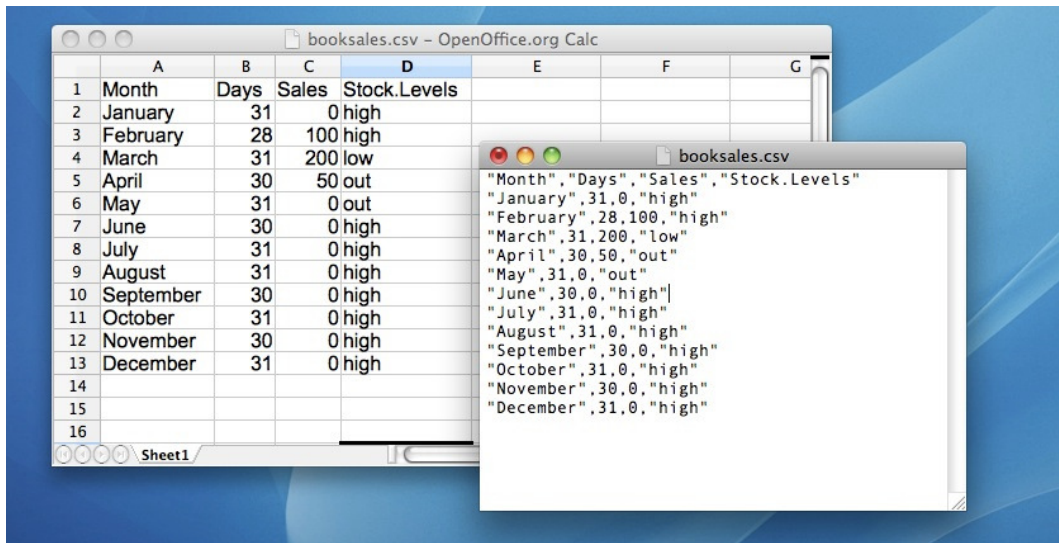 booksales.csv – OpenOffice.org Calc
A B C D E F G
1 Month Days Sales Stock.Levels
2 January 31 0 high
3 February 28 100 high
4 March 31 200 low
5 April 30 50 out
6 May 31 0 out
7 June 30 0 high
8 July 31 0 high
9 August 31 0 high
10 September 30 0 high
11 October 31 0 high
12 November 30 0 high
13 December 31 0 high
14
15
16
Sheet1
booksales.csv
"Month","Days","Sales","Stock.Levels"
"January",31,0,"high"
"February",28,100,"high"
"March",31,200,"low"
"April",30,50,"out"
"May",31,0,"out"
"June",30,0,"high"
"July",31,0,"high"
"August",31,0,"high"
"September",30,0,"high"
"October",31,0,"high"
"November",30,0,"high"
"December",31,0,"high"